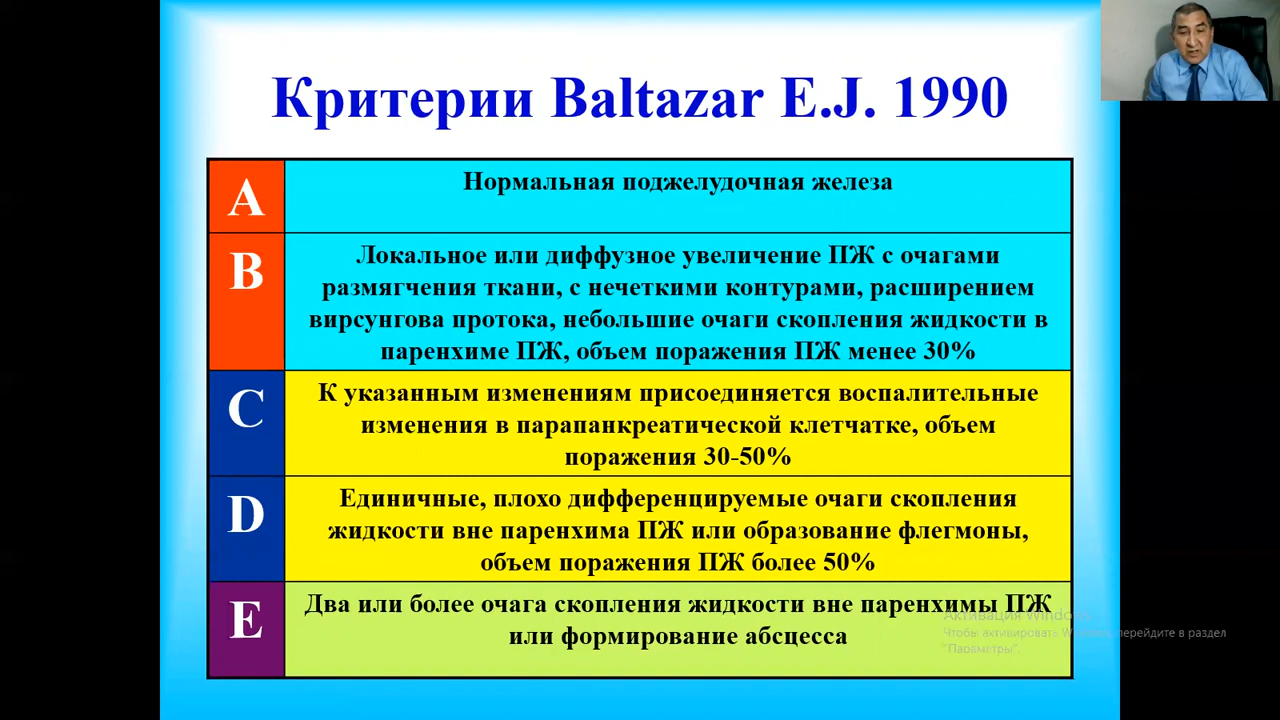 Критерии Baltazar E.J. 1990
A
Нормальная поджелудочная железа
B
Локальное или диффузное увеличение ПЖ с очагами
размягчения ткани, с нечеткими контурами, расширением
вирсунгова протока, небольшие очаги скопления жидкости в
паренхиме ПЖ, объем поражения ПЖ менее 30%
C
К указанным изменениям присоединяется воспалительные
изменения в парапанкреатической клетчатке, объем
поражения 30-50%
D
Единичные, плохо дифференцируемые очаги скопления
жидкости вне паренхима ПЖ или образование флегмоны,
объем поражения ПЖ более 50%
E
Два или более очага скопления жидкости вне паренхимы ПЖ
или формирование абсцесса
Активация Windows
Чтобы активировать Windows, перейдите в раздел
"Параметры".